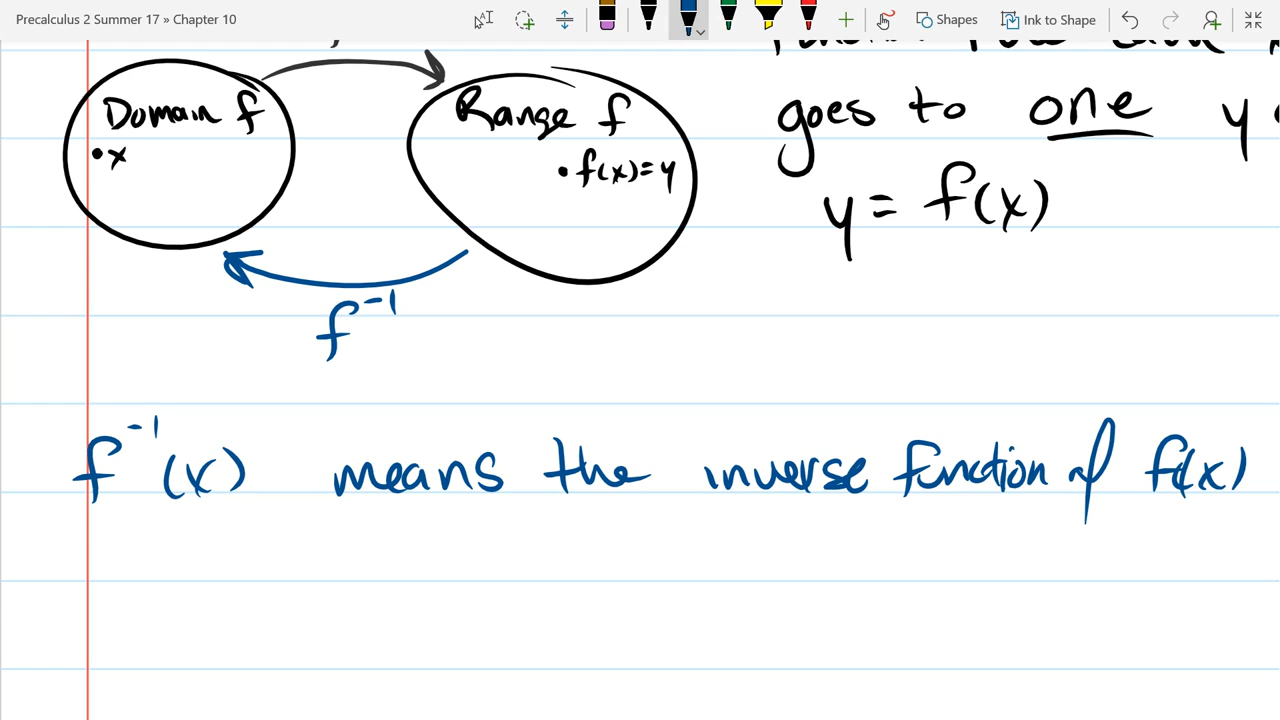 Precalculus 2 Summer 17 » Chapter 10
Shapes
Ink to Shape
Domain f
Range f
goes to one y
•x
•f(x)=y
y = f(x)
f⁻¹
f⁻¹(x) means the inverse function of f(x)